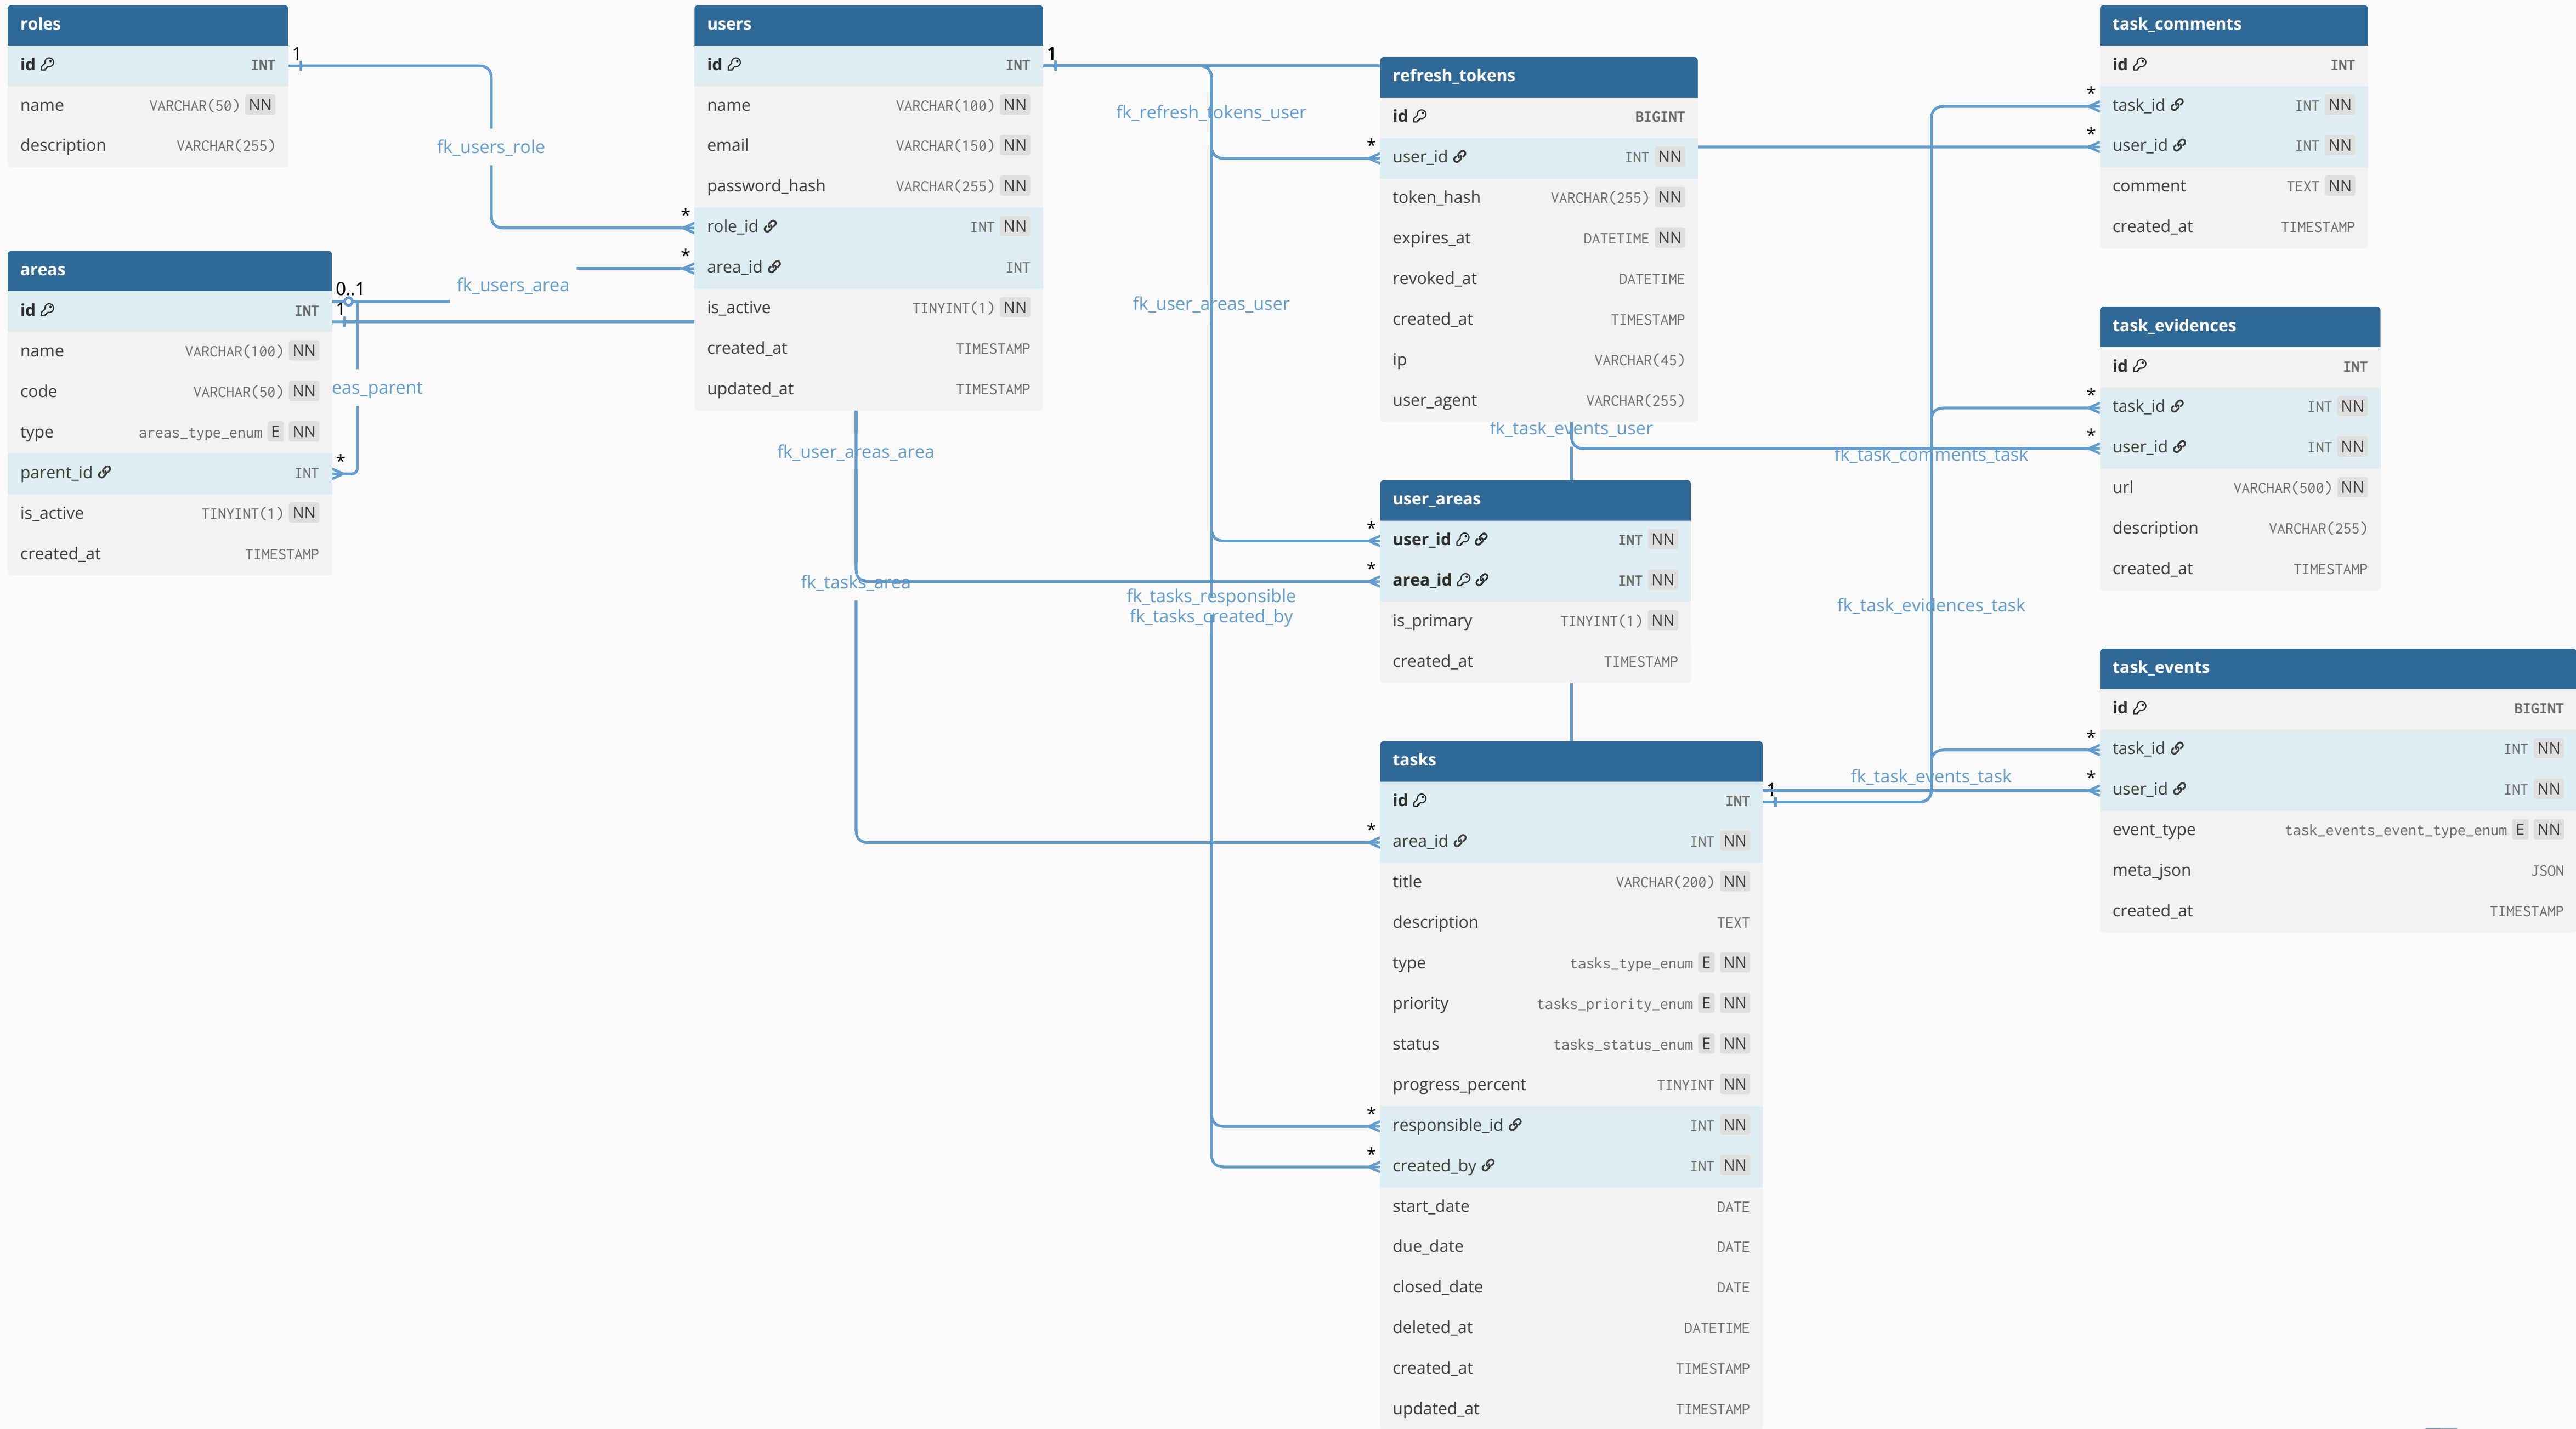 roles
id INT
name VARCHAR(50) NN
description VARCHAR(255)
1
fk_users_role
*
areas
id INT
name VARCHAR(100) NN
code VARCHAR(50) NN
type areas_type_enum E NN
parent_id INT
is_active TINYINT(1) NN
created_at TIMESTAMP
0..1
1
fk_users_area
*
eas_parent
*
users
id INT
name VARCHAR(100) NN
email VARCHAR(150) NN
password_hash VARCHAR(255) NN
role_id INT NN
area_id INT
is_active TINYINT(1) NN
created_at TIMESTAMP
updated_at TIMESTAMP
1
fk_refresh_tokens_user
*
fk_user_areas_user
fk_user_areas_area
*
*
fk_tasks_area
fk_tasks_responsible
fk_tasks_created_by
*
*
*
refresh_tokens
id BIGINT
user_id INT NN
token_hash VARCHAR(255) NN
expires_at DATETIME NN
revoked_at DATETIME
created_at TIMESTAMP
ip VARCHAR(45)
user_agent VARCHAR(255)
fk_task_events_user
user_areas
user_id INT NN
area_id INT NN
is_primary TINYINT(1) NN
created_at TIMESTAMP
tasks
id INT
area_id INT NN
title VARCHAR(200) NN
description TEXT
type tasks_type_enum E NN
priority tasks_priority_enum E NN
status tasks_status_enum E NN
progress_percent TINYINT NN
responsible_id INT NN
created_by INT NN
start_date DATE
due_date DATE
closed_date DATE
deleted_at DATETIME
created_at TIMESTAMP
updated_at TIMESTAMP
1
fk_task_comments_task
fk_task_evidences_task
fk_task_events_task
*
*
*
*
*
*
task_comments
id INT
task_id INT NN
user_id INT NN
comment TEXT NN
created_at TIMESTAMP
task_evidences
id INT
task_id INT NN
user_id INT NN
url VARCHAR(500) NN
description VARCHAR(255)
created_at TIMESTAMP
task_events
id BIGINT
task_id INT NN
user_id INT NN
event_type task_events_event_type_enum E NN
meta_json JSON
created_at TIMESTAMP